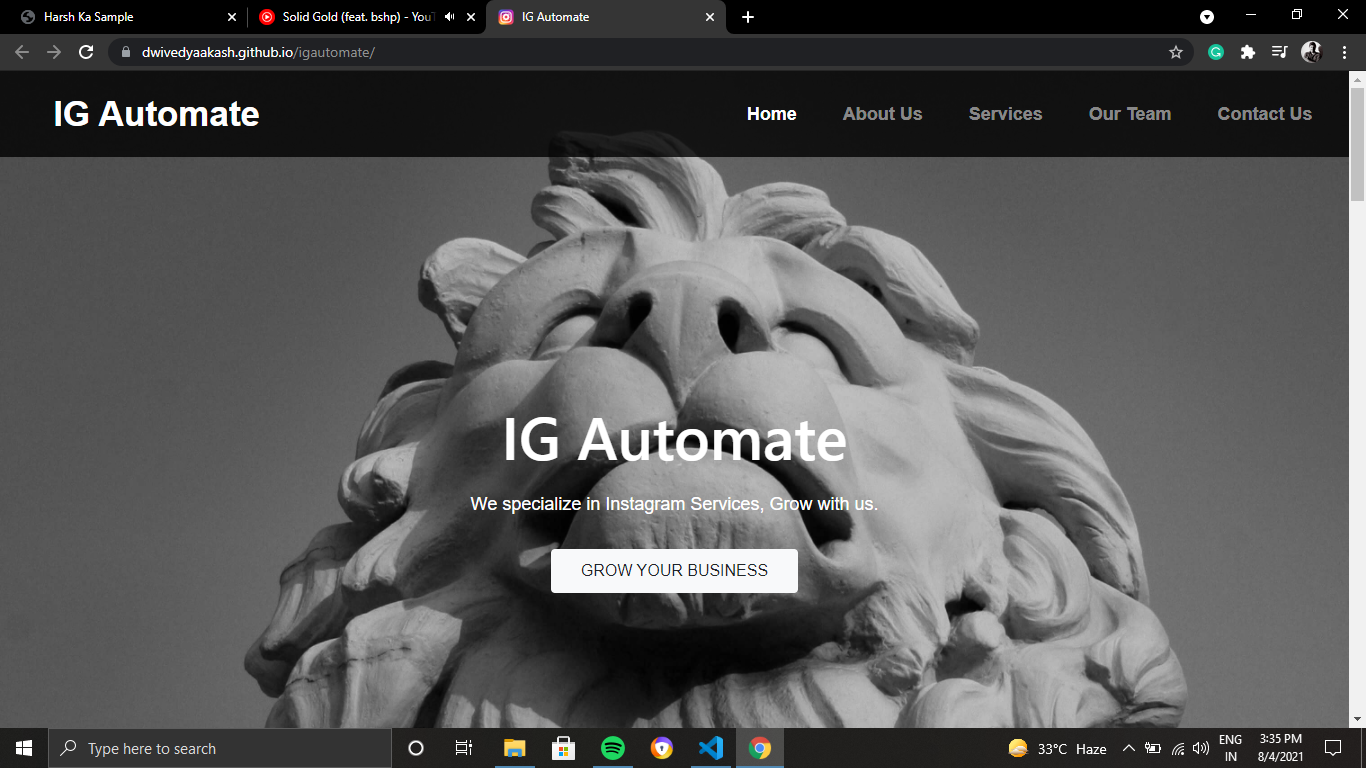 Harsh Ka Sample
Solid Gold (feat. bshp) - YouT
IG Automate
dwivedyaakash.github.io/igautomate/
IG Automate
Home
About Us
Services
Our Team
Contact Us
IG Automate
We specialize in Instagram Services, Grow with us.
GROW YOUR BUSINESS
Type here to search
33°C Haze
ENG
IN
3:35 PM
8/4/2021